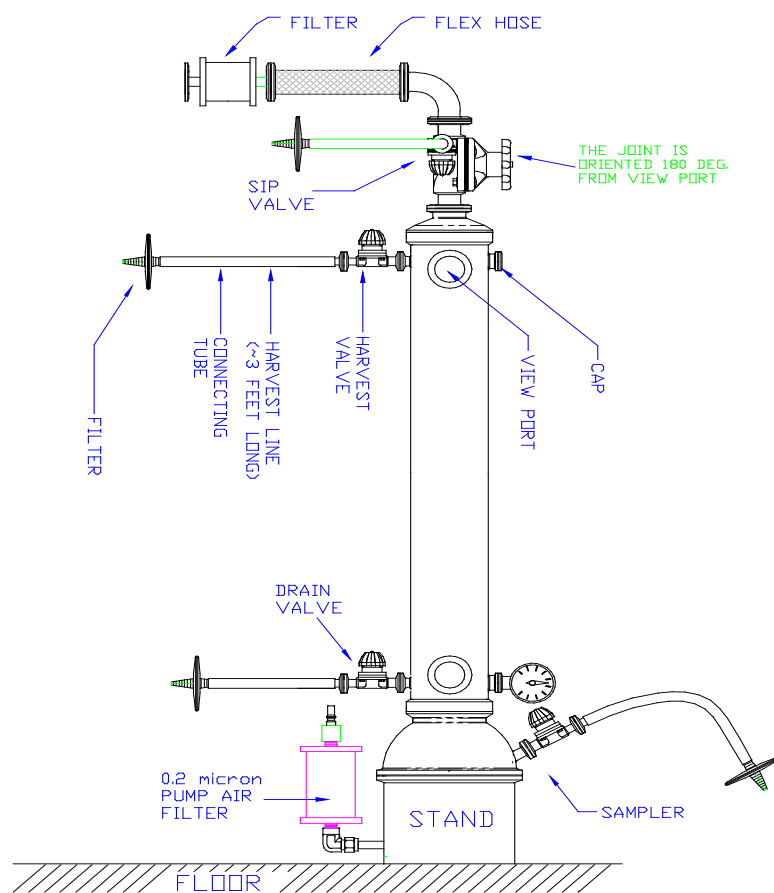 FILTER
FLEX HOSE
THE JOINT IS
ORIENTED 180 DEG.
FROM VIEW PORT
SIP
VALVE
FILTER
CONNECTING
TUBE
HARVEST LINE
(~3 FEET LONG)
HARVEST
VALVE
VIEW PORT
CAP
DRAIN
VALVE
0.2 micron
PUMP AIR
FILTER
STAND
SAMPLER
FLOOR